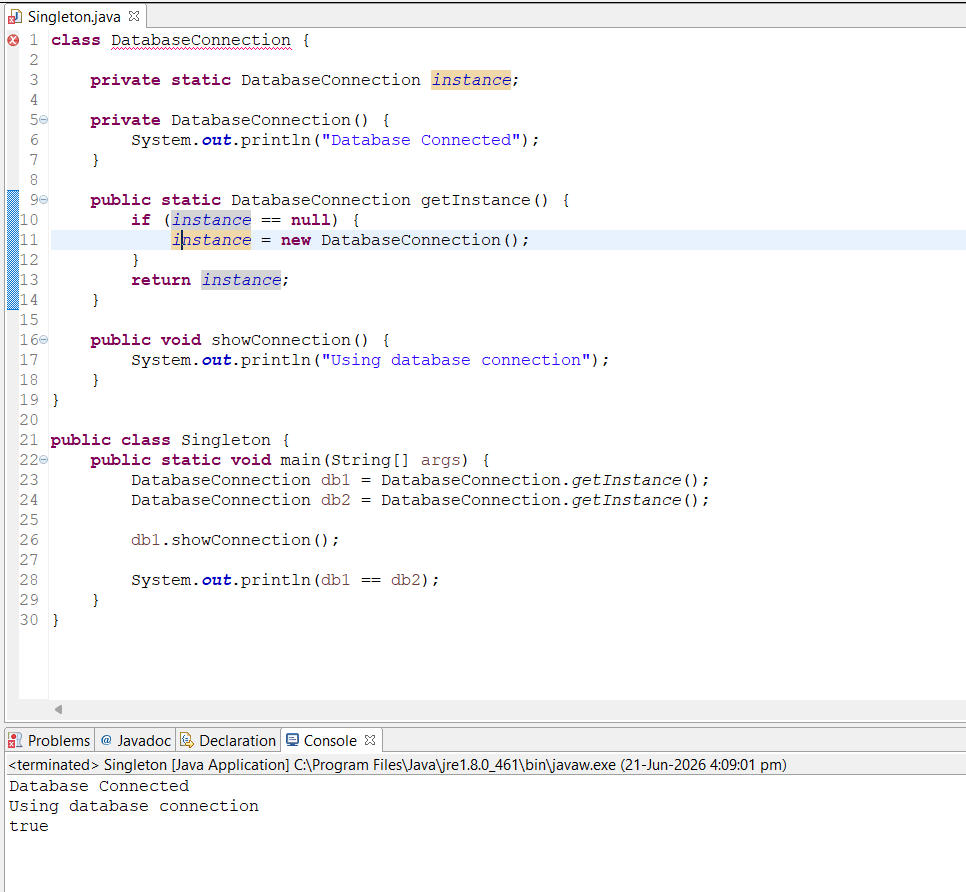 Singleton.java
1 class DatabaseConnection {
2
3     private static DatabaseConnection instance;
4
5     private DatabaseConnection() {
6         System.out.println("Database Connected");
7     }
8
9     public static DatabaseConnection getInstance() {
10         if (instance == null) {
11             instance = new DatabaseConnection();
12         }
13         return instance;
14     }
15
16     public void showConnection() {
17         System.out.println("Using database connection");
18     }
19 }
20
21 public class Singleton {
22     public static void main(String[] args) {
23         DatabaseConnection db1 = DatabaseConnection.getInstance();
24         DatabaseConnection db2 = DatabaseConnection.getInstance();
25
26         db1.showConnection();
27
28         System.out.println(db1 == db2);
29     }
30 }
Problems @ Javadoc Declaration Console
<terminated> Singleton [Java Application] C:\Program Files\Java\jre1.8.0_461\bin\javaw.exe (21-Jun-2026 4:09:01 pm)
Database Connected
Using database connection
true